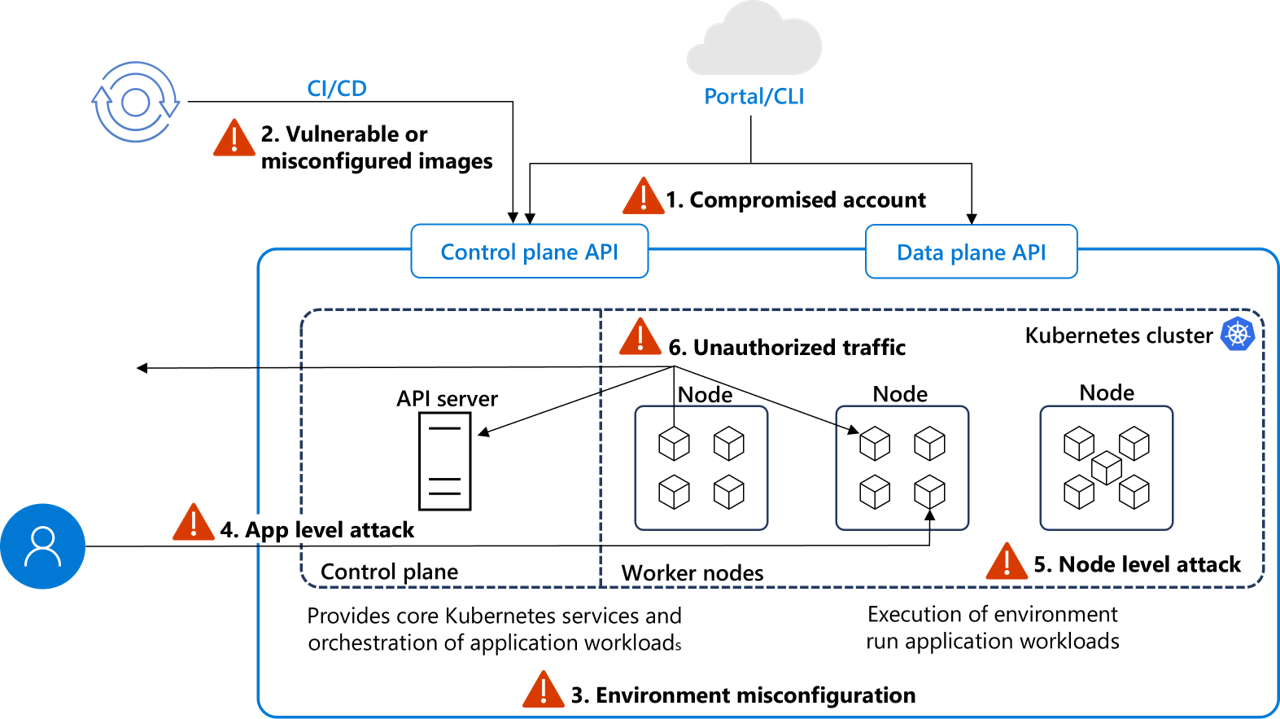 CI/CD
Portal/CLI
2. Vulnerable or
misconfigured images
1. Compromised account
Control plane API
Data plane API
Kubernetes cluster
6. Unauthorized traffic
API server
Node
Node
Node
4. App level attack
5. Node level attack
Control plane
Worker nodes
Provides core Kubernetes services and
orchestration of application workloads
Execution of environment
run application workloads
3. Environment misconfiguration